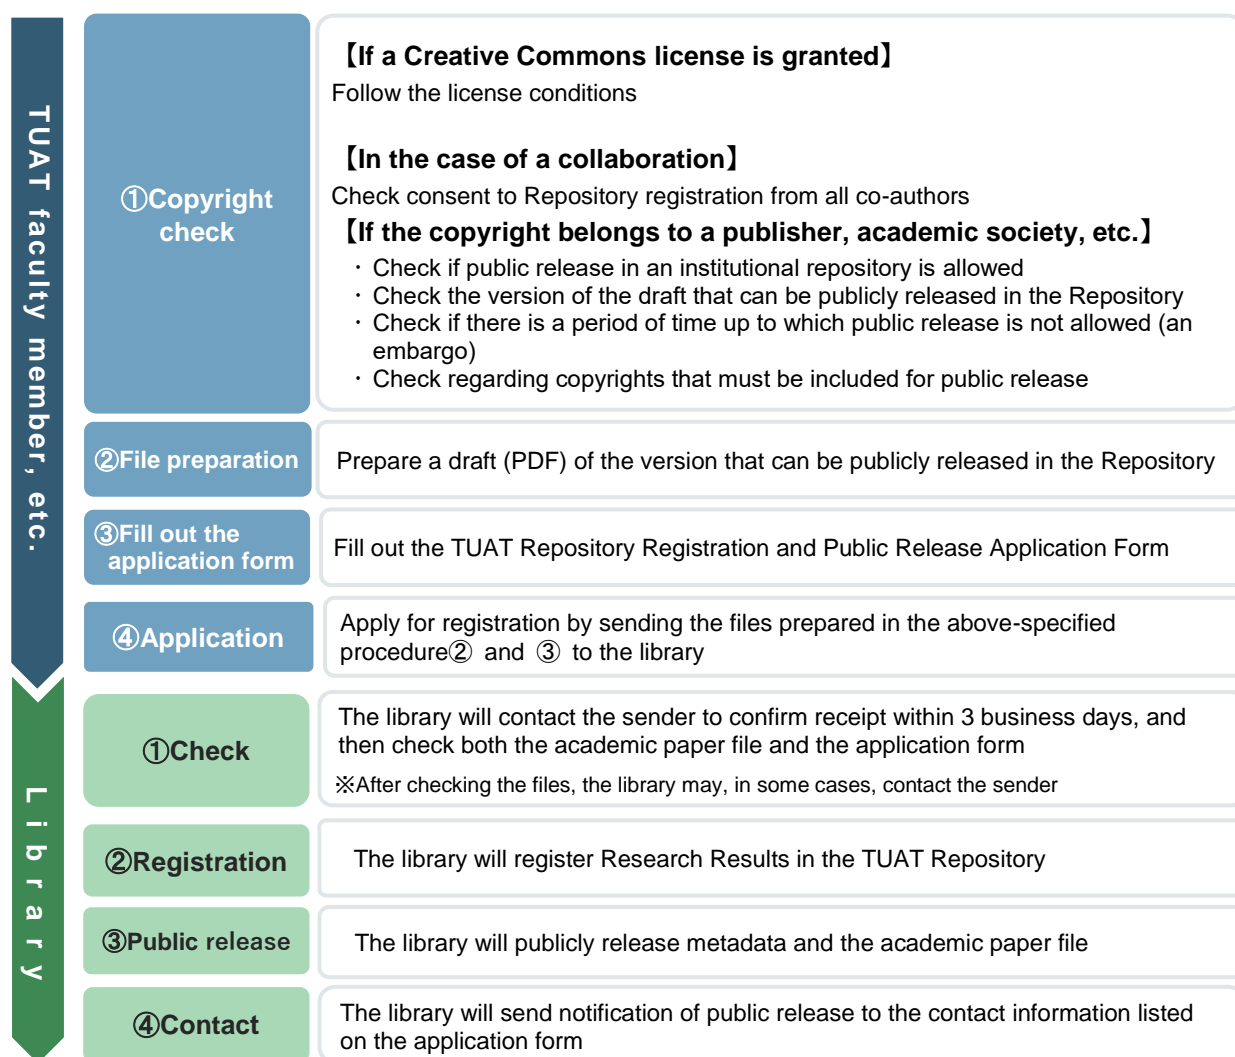 TUAT faculty member, etc.
①Copyright
check
【If a Creative Commons license is granted】
Follow the license conditions
【In the case of a collaboration】
Check consent to Repository registration from all co-authors
【If the copyright belongs to a publisher, academic society, etc.】
・Check if public release in an institutional repository is allowed
・Check the version of the draft that can be publicly released in the Repository
・Check if there is a period of time up to which public release is not allowed (an
embargo)
・Check regarding copyrights that must be included for public release
②File preparation
Prepare a draft (PDF) of the version that can be publicly released in the Repository
③Fill out the
application form
Fill out the TUAT Repository Registration and Public Release Application Form
④Application
Apply for registration by sending the files prepared in the above-specified
procedure② and ③ to the library
Library
①Check
The library will contact the sender to confirm receipt within 3 business days, and
then check both the academic paper file and the application form
※After checking the files, the library may, in some cases, contact the sender
②Registration
The library will register Research Results in the TUAT Repository
③Public release
The library will publicly release metadata and the academic paper file
④Contact
The library will send notification of public release to the contact information listed
on the application form